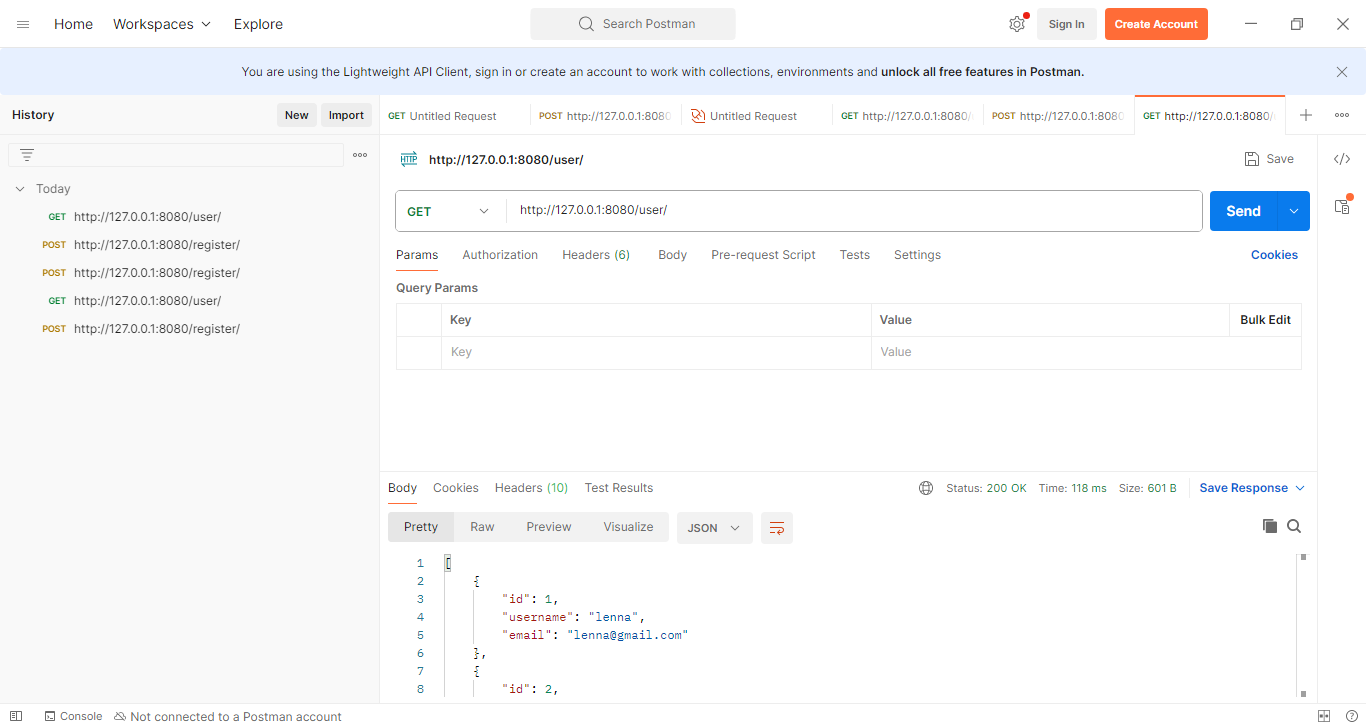 Home Workspaces Explore Search Postman Sign In Create Account
You are using the Lightweight API Client, sign in or create an account to work with collections, environments and unlock all free features in Postman.
History New Import
GET Untitled Request POST http://127.0.0.1:8080 Untitled Request GET http://127.0.0.1:8080/ POST http://127.0.0.1:8080 GET http://127.0.0.1:8080/
Today
GET http://127.0.0.1:8080/user/
POST http://127.0.0.1:8080/register/
POST http://127.0.0.1:8080/register/
GET http://127.0.0.1:8080/user/
POST http://127.0.0.1:8080/register/
HTTP http://127.0.0.1:8080/user/ Save
GET http://127.0.0.1:8080/user/ Send
Params Authorization Headers (6) Body Pre-request Script Tests Settings Cookies
Query Params
Key Value Bulk Edit
Key Value
Body Cookies Headers (10) Test Results Status: 200 OK Time: 118 ms Size: 601 B Save Response
Pretty Raw Preview Visualize JSON
1 [
2 {
3 "id": 1,
4 "username": "lenna",
5 "email": "lenna@gmail.com"
6 },
7 {
8 "id": 2,
Console Not connected to a Postman account